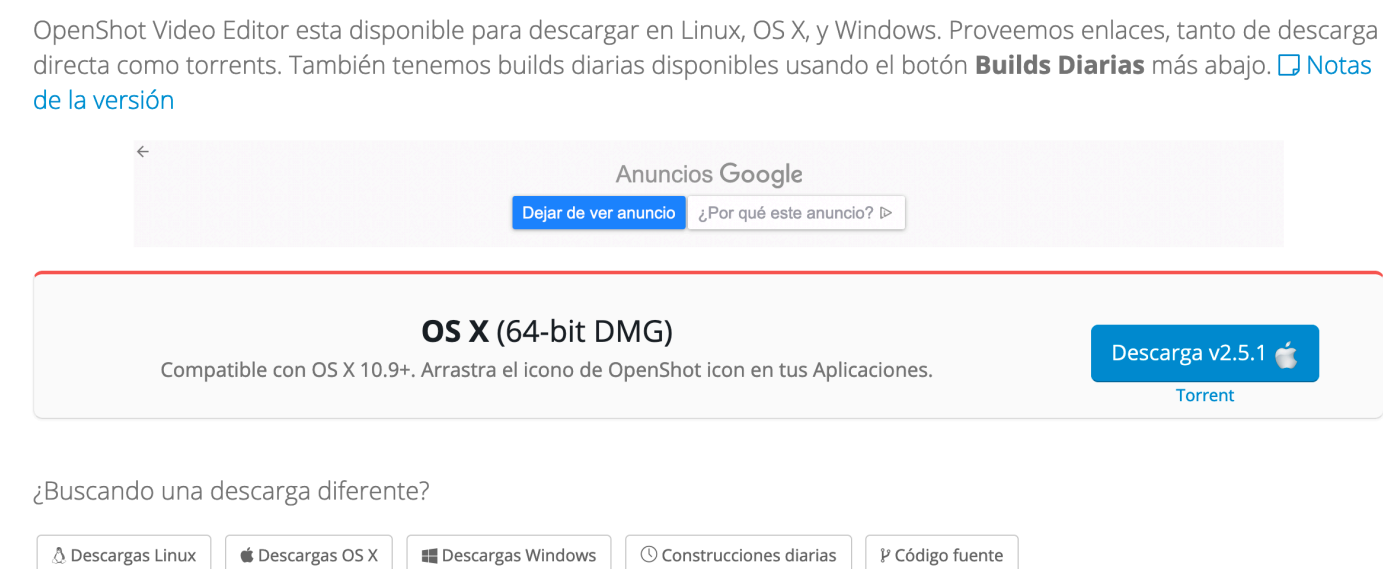 OpenShot Video Editor esta disponible para descargar en Linux, OS X, y Windows. Proveemos enlaces, tanto de descarga
directa como torrents. También tenemos builds diarias disponibles usando el botón Builds Diarias más abajo. Notas
de la versión
Anuncios Google
Dejar de ver anuncio ¿Por qué este anuncio?
OS X (64-bit DMG)
Compatible con OS X 10.9+. Arrastra el icono de OpenShot icon en tus Aplicaciones.
Descarga v2.5.1
Torrent
¿Buscando una descarga diferente?
Descargas Linux Descargas OS X Descargas Windows Construcciones diarias Código fuente